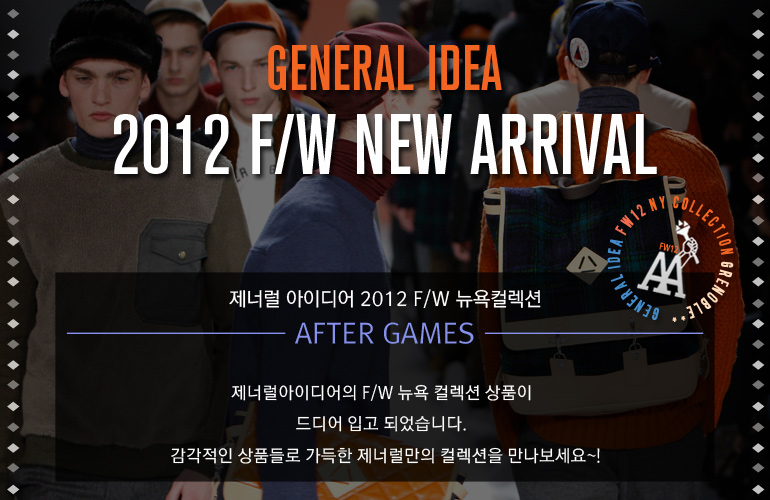 GENERAL IDEA
2012 F/W NEW ARRIVAL
GENERAL IDEA FW12 NY COLLECTION GRENOBLE**
FW12
AA
제너럴 아이디어 2012 F/W 뉴욕컬렉션
AFTER GAMES
제너럴아이디어의 F/W 뉴욕 컬렉션 상품이
드디어 입고 되었습니다.
감각적인 상품들로 가득한 제너럴만의 컬렉션을 만나보세요~!